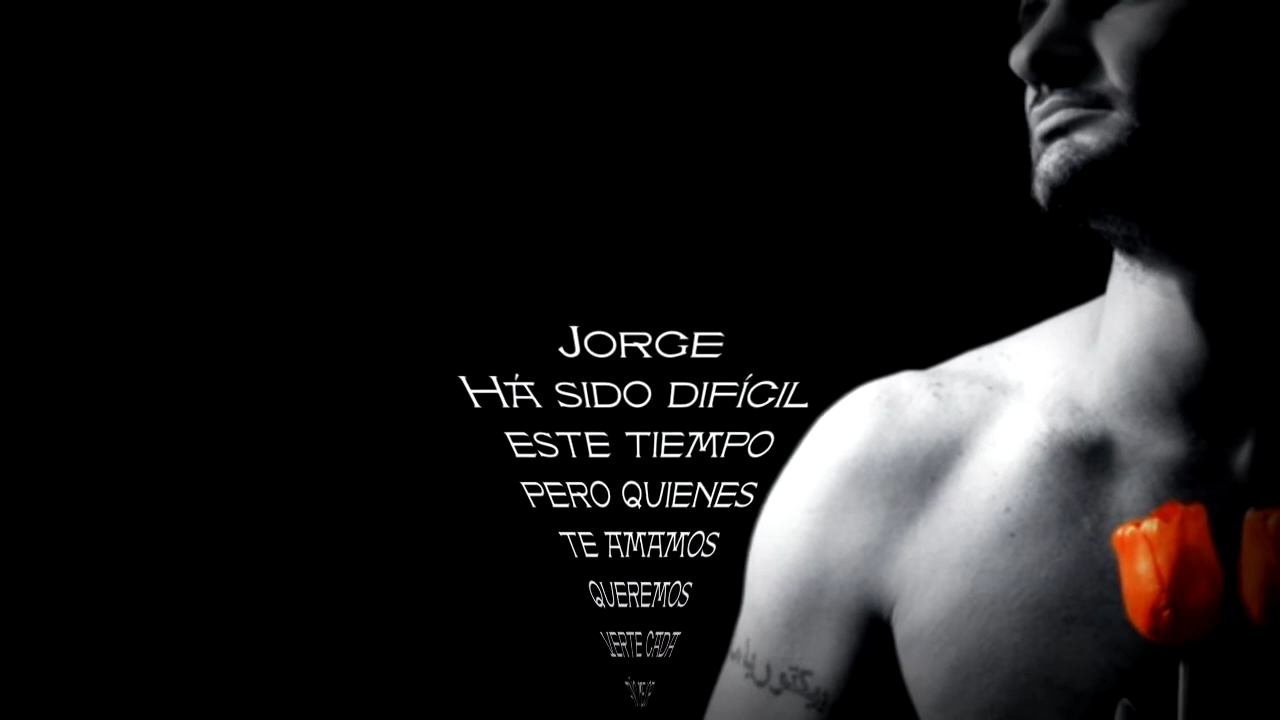 Jorge
Há sido difícil
este tiempo
pero quienes
te amamos
queremos
verte cada